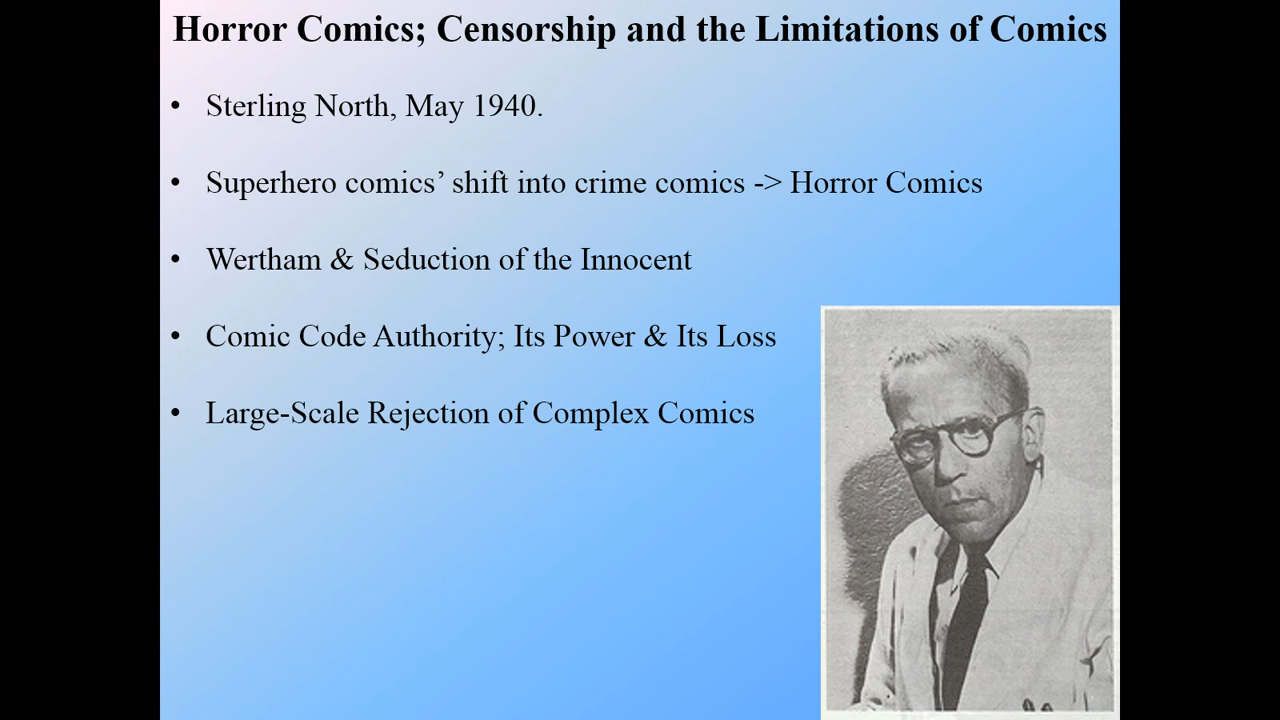 Horror Comics; Censorship and the Limitations of Comics
• Sterling North, May 1940.
• Superhero comics’ shift into crime comics -> Horror Comics
• Wertham & Seduction of the Innocent
• Comic Code Authority; Its Power & Its Loss
• Large-Scale Rejection of Complex Comics